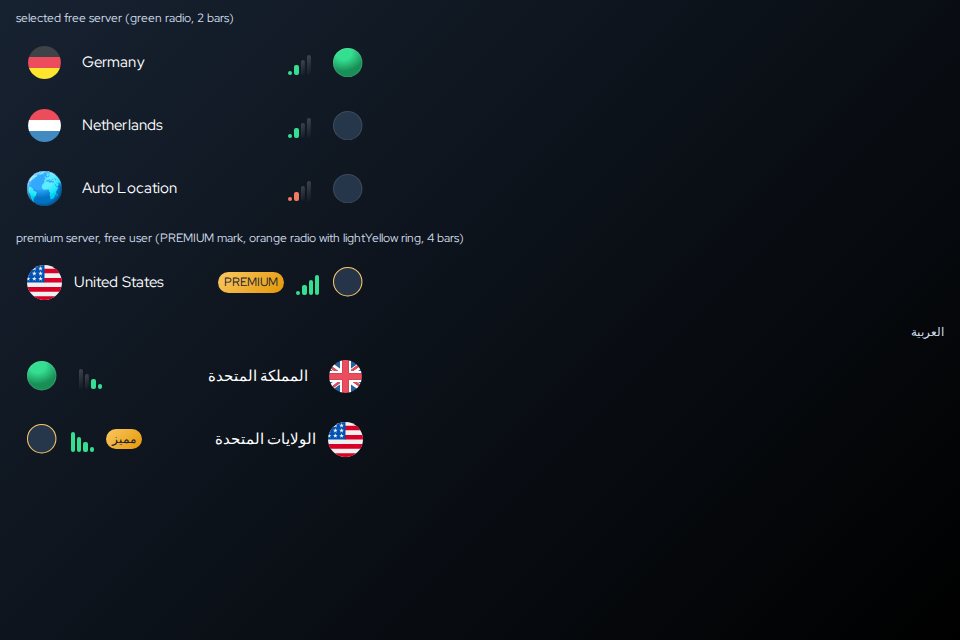 selected free server (green radio, 2 bars)
Germany
Netherlands
Auto Location
premium server, free user (PREMIUM mark, orange radio with lightYellow ring, 4 bars)
United States PREMIUM
العربية
المملكة المتحدة
الولايات المتحدة مميز